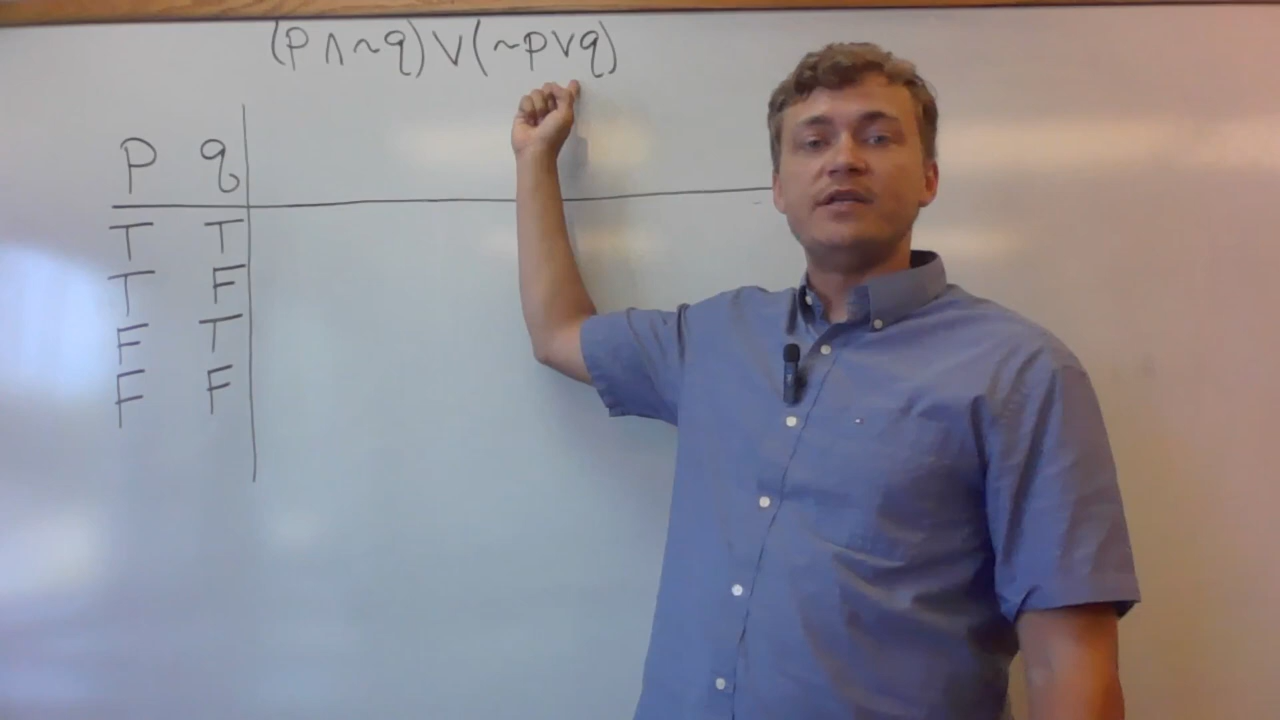 (p ∧ ~q) ∨ (~p ∨ q)
p q
T T
T F
F T
F F